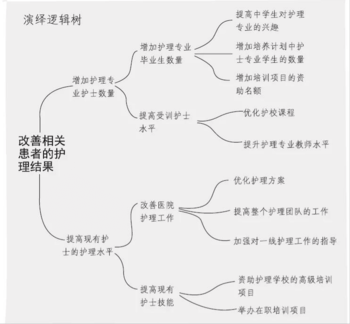 演绎逻辑树
提高中学生对护理
专业的兴趣
增加护理专业
毕业生数量
增加培养计划中护
士专业学生的数量
增加培训项目的资
助名额
增加护理专
业护士数量
提高受训护士
水平
优化护校课程
提升护理专业教师水平
改善相关
患者的护
理结果
优化护理方案
改善医院
护理工作
提高整个护理团队的工作
加强对一线护理工作的指导
提高现有护
士的护理水平
提高现有
护士技能
资助护理学校的高级培训
项目
举办在职培训项目